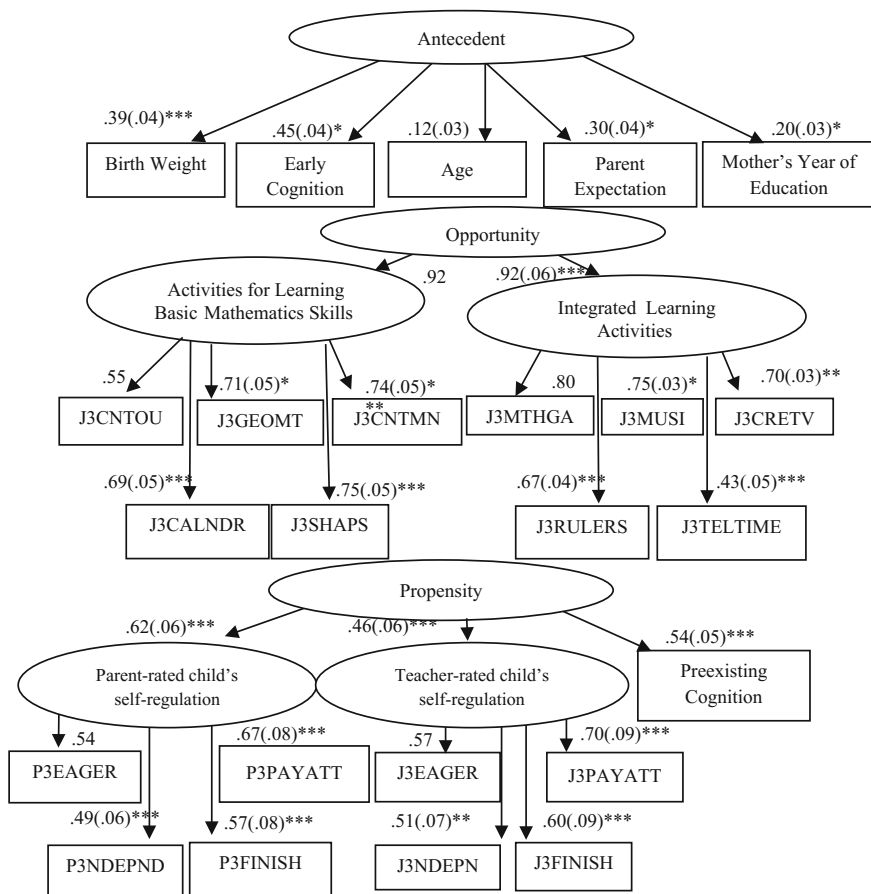 Antecedent
.39(.04)***
.45(.04)*
.12(.03)
.30(.04)*
.20(.03)*
Birth Weight
Early
Cognition
Age
Parent
Expectation
Mother's Year of
Education
Opportunity
.92
.92(.06)***
Activities for Learning
Basic Mathematics Skills
Integrated Learning
Activities
.55
.71(.05)*
.74(.05)*
**
.80
.75(.03)*
.70(.03)**
J3CNTOU
J3GEOMT
J3CNTMN
J3MTHGA
J3MUSI
J3CRETV
.69(.05)***
.75(.05)***
.67(.04)***
.43(.05)***
J3CALNDR
J3SHAPS
J3RULERS
J3TELTIME
Propensity
.62(.06)***
.46(.06)***
.54(.05)***
Parent-rated child's
self-regulation
Teacher-rated child's
self-regulation
Preexisting
Cognition
.54
.67(.08)***
.57
.70(.09)***
P3EAGER
P3PAYATT
J3EAGER
J3PAYATT
.49(.06)***
.57(.08)***
.51(.07)**
.60(.09)***
P3NDEPND
P3FINISH
J3NDEPN
J3FINISH